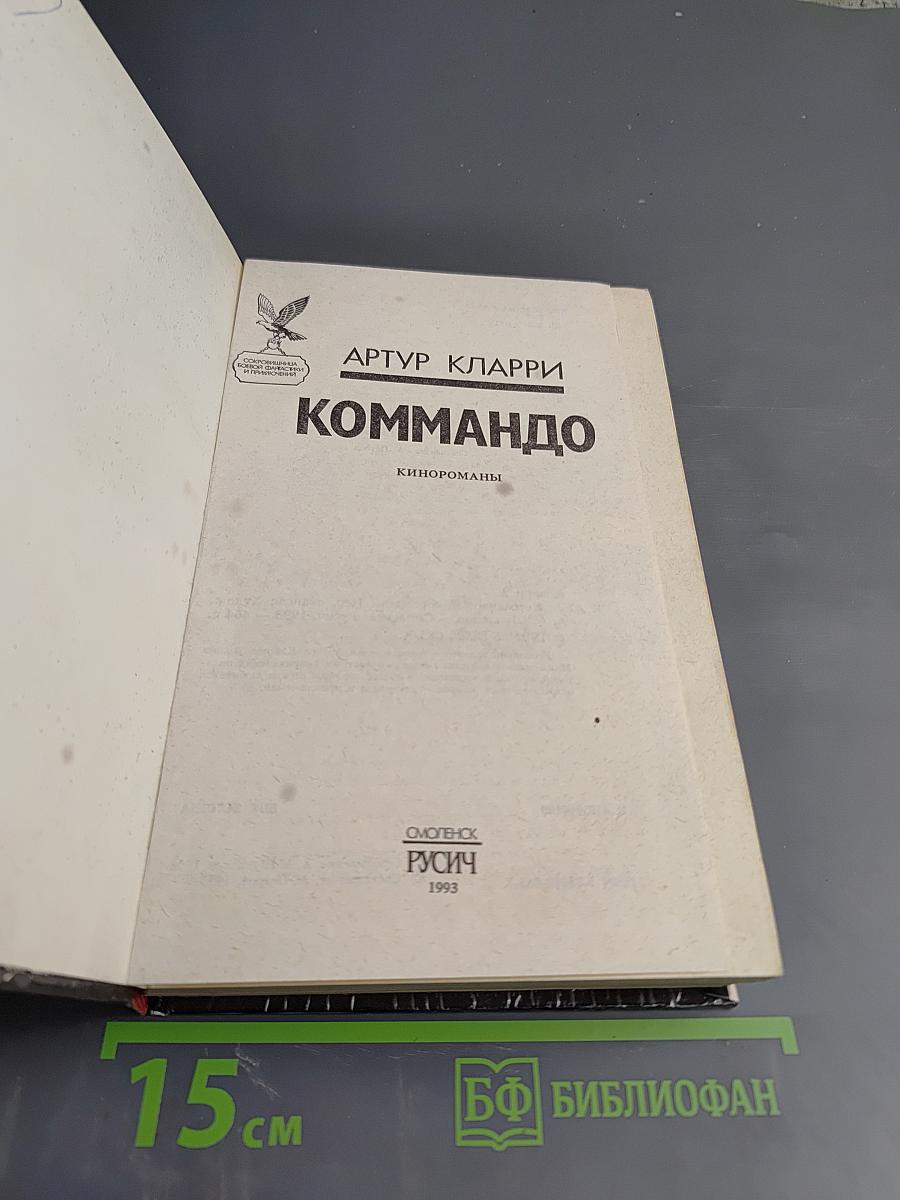 СОКРОВИЩНИЦА
БОЕВОЙ ФАНТАСТИКИ
И ПРИКЛЮЧЕНИЙ
АРТУР КЛАРРИ
КОММАНДО
КИНОРОМАНЫ
СМОЛЕНСК
РУСИЧ
1993
15 см
БФ БИБЛИОФАН